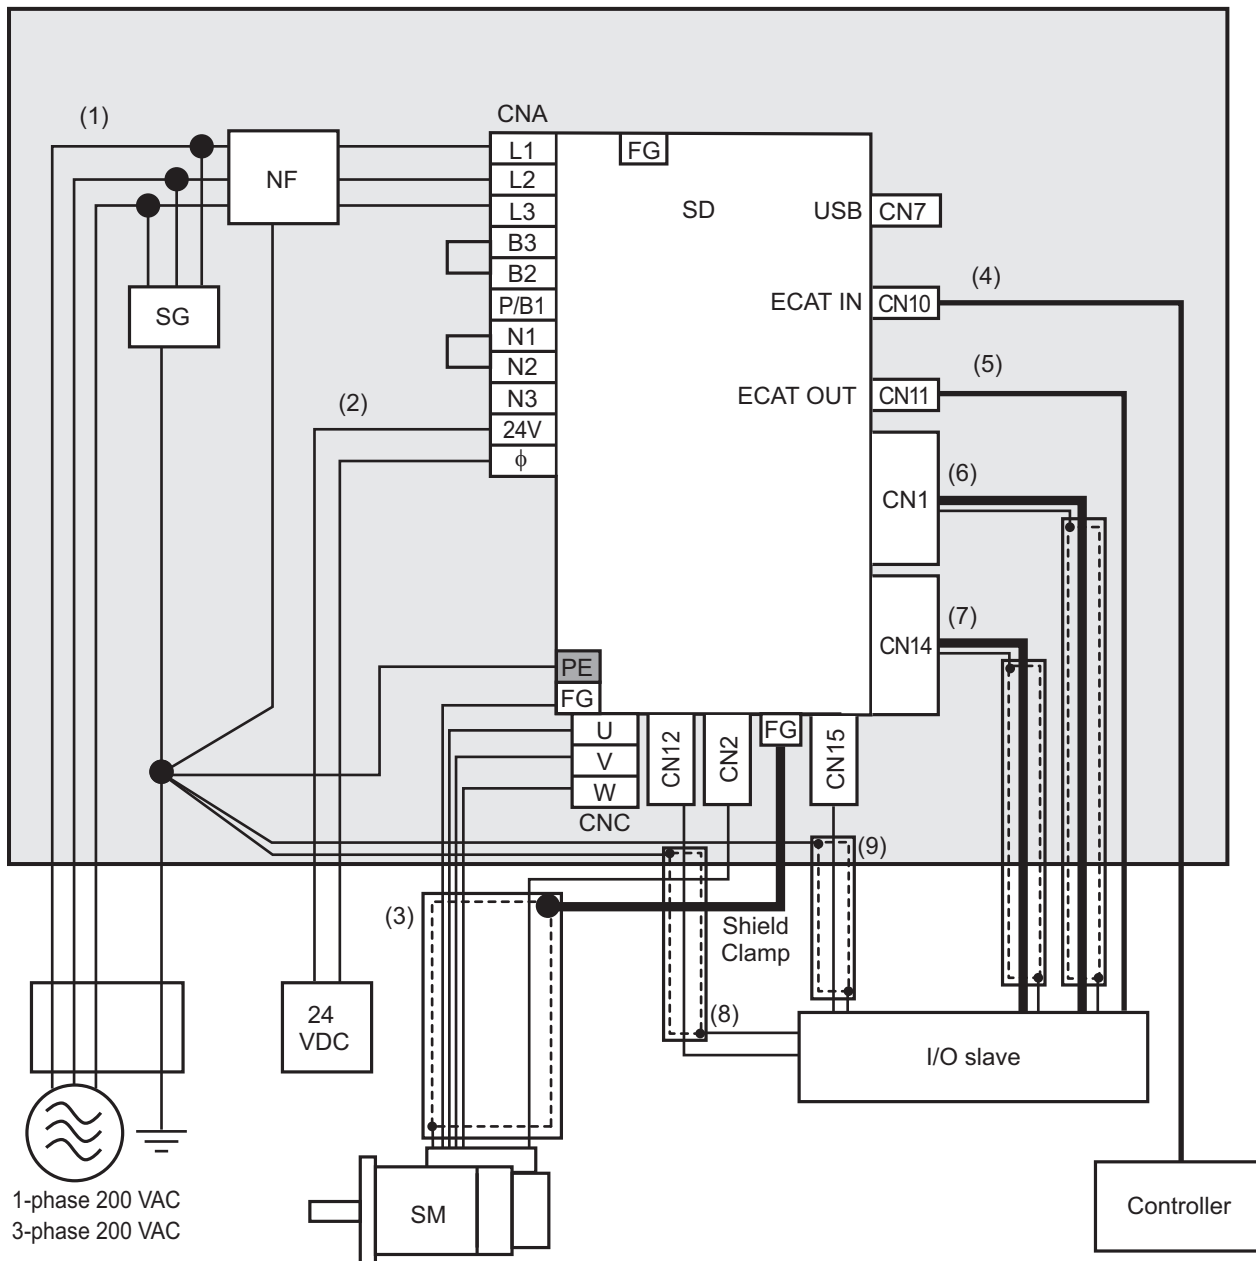 CNA
(1)
L1
FG
NF
L2
SD
L3
USB
CN7
B3
B2
(4)
P/B1
ECAT IN
CN10
SG
N1
N2
(5)
N3
ECAT OUT
CN11
(2)
24V
ϕ
(6)
CN1
(7)
CN14
PE
FG
U
CN12
CN2
FG
CN15
V
W
CNC
(9)
(3)
Shield
Clamp
(8)
24
VDC
I/O slave
1-phase 200 VAC
3-phase 200 VAC
SM
Controller